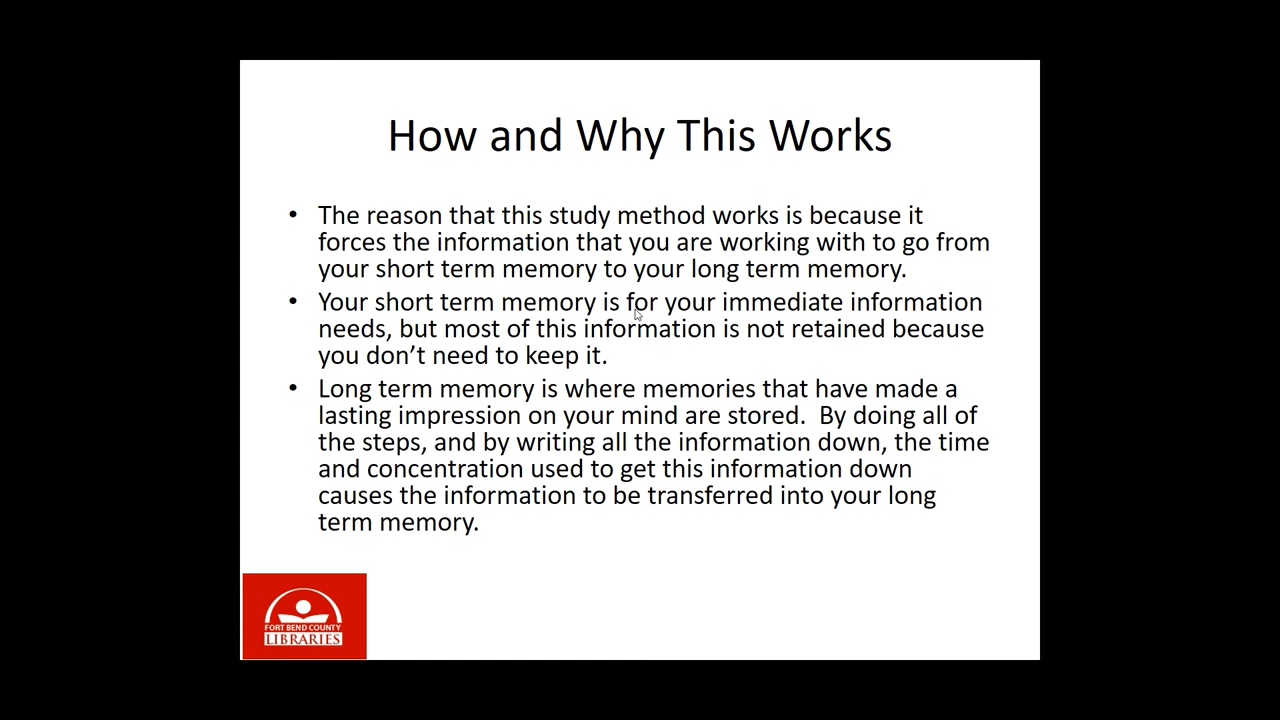 How and Why This Works
• The reason that this study method works is because it
forces the information that you are working with to go from
your short term memory to your long term memory.
• Your short term memory is for your immediate information
needs, but most of this information is not retained because
you don’t need to keep it.
• Long term memory is where memories that have made a
lasting impression on your mind are stored.  By doing all of
the steps, and by writing all the information down, the time
and concentration used to get this information down
causes the information to be transferred into your long
term memory.
FORT BEND COUNTY
LIBRARIES